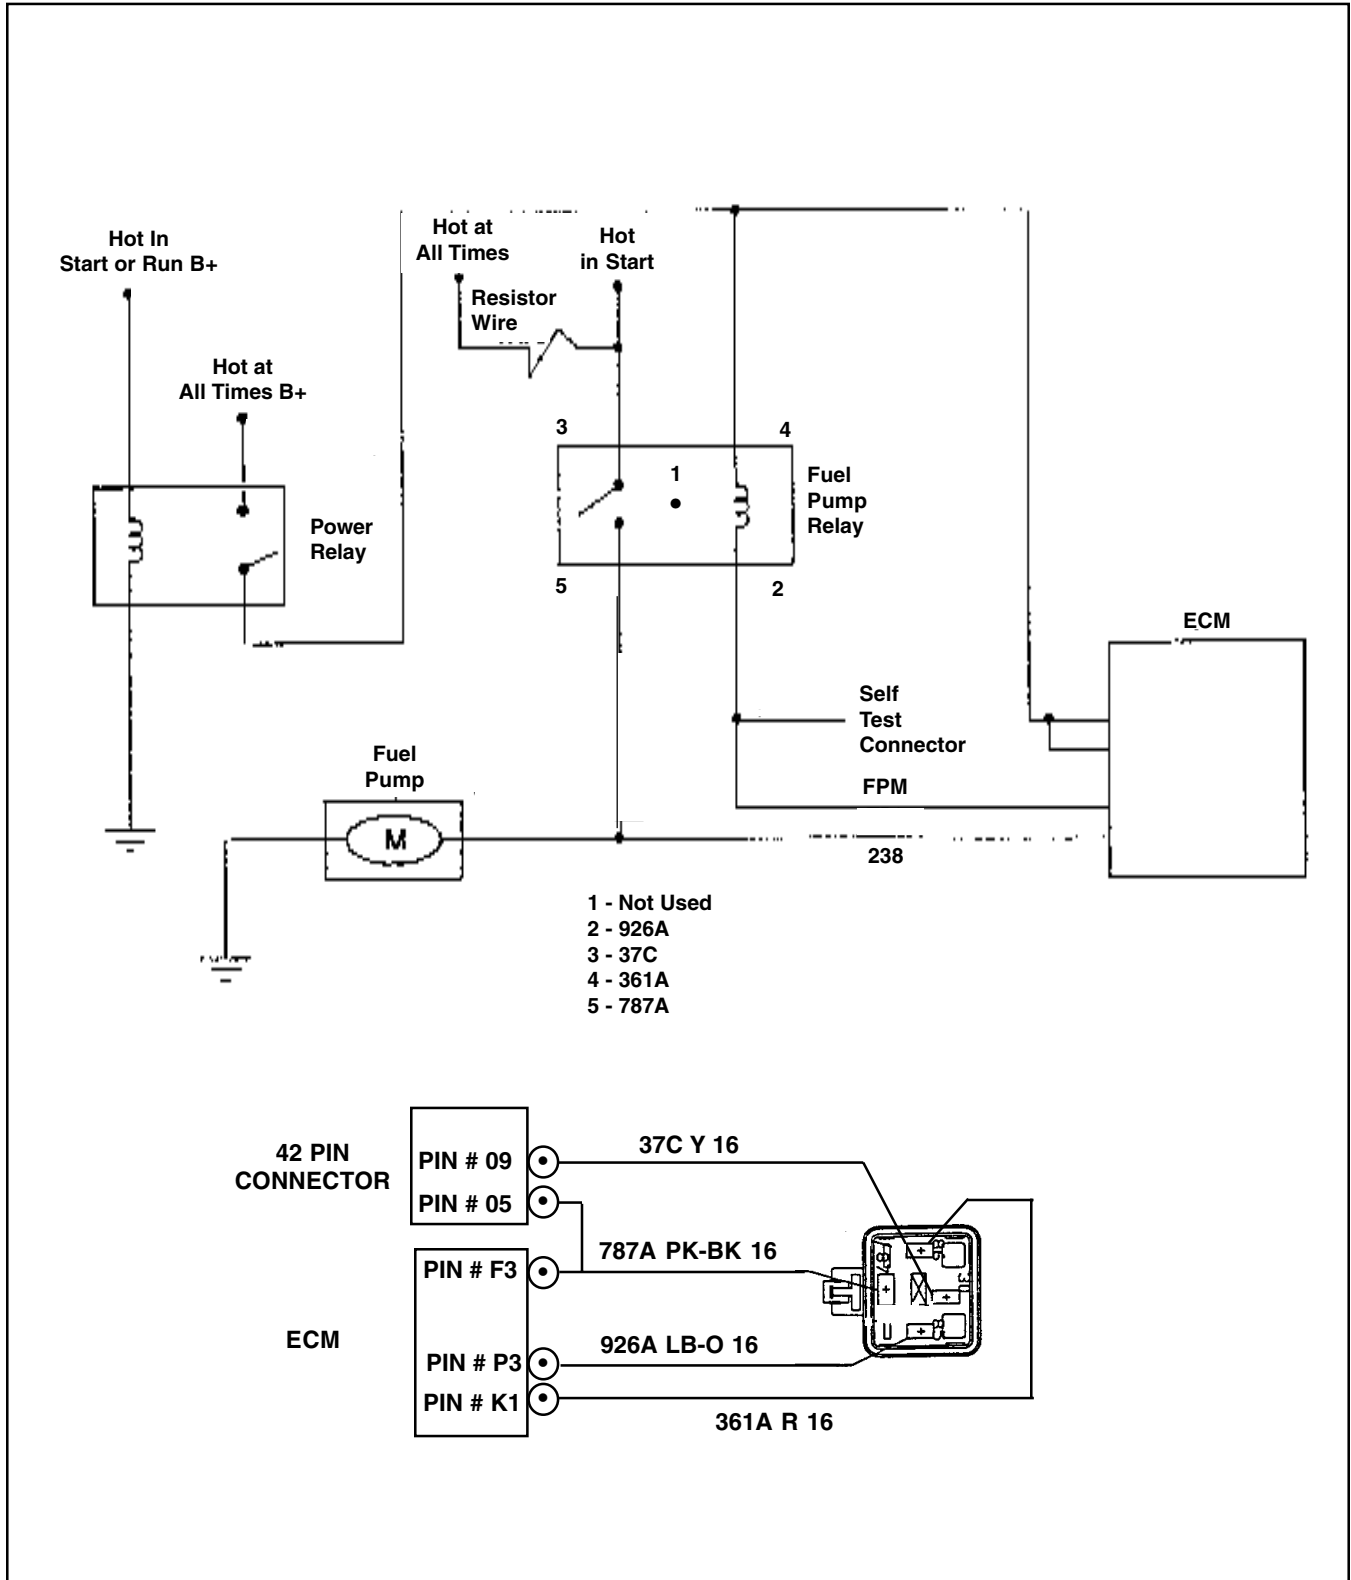 Hot In
Start or Run B+
Hot at
All Times
Hot
in Start
Resistor
Wire
Hot at
All Times B+
3
4
1
Fuel
Pump
Relay
Power
Relay
5
2
ECM
Self
Test
Connector
Fuel
Pump
FPM
M
238
1 - Not Used
2 - 926A
3 - 37C
4 - 361A
5 - 787A
42 PIN
CONNECTOR
PIN # 09
PIN # 05
37C Y 16
787A PK-BK 16
PIN # F3
ECM
926A LB-O 16
PIN # P3
PIN # K1
361A R 16